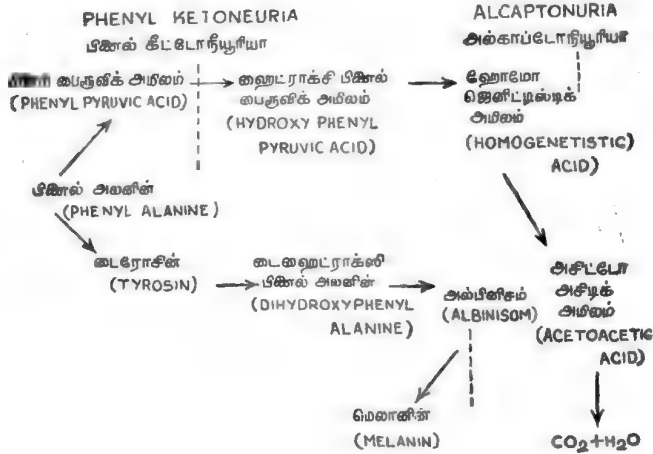 PHENYL KETONEURIA
பினைல் கீட்டோநியூரியா
ALCAPTONURIA
அல்காப்டோநியூரியா
பைருவிக் அமிலம்
(PHENYL PYRUVIC ACID)
ஹைட்ராக்சி பினைல்
பைருவிக் அமிலம்
(HYDROXY PHENYL
PYRUVIC ACID)
ஹோமோ
ஜெனிட்டிஸ்டிக்
அமிலம்
(HOMOGENETISTIC)
ACID)
பினைல் அலனின்
(PHENYL ALANINE)
டைரோசின்
(TYROSIN)
டைஹைட்ராக்ஸி
பினைல் அலனின்
(DIHYDROXYPHENYL
ALANINE)
அல்பினிசம்
(ALBINISOM)
அசிட்டோ
அசிடிக்
அமிலம்
(ACETOACETIC
ACID)
மெலானின்
(MELANIN)
CO₂+H₂O